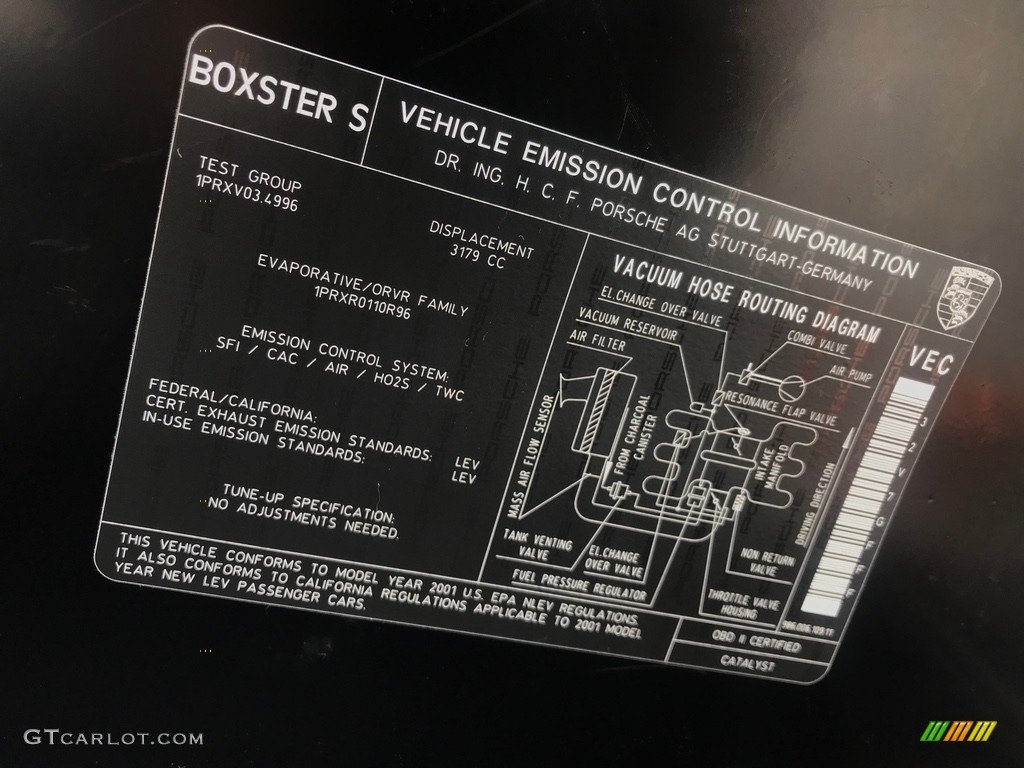 BOXSTER S
VEHICLE EMISSION CONTROL INFORMATION
DR. ING. H. C. F. PORSCHE AG STUTTGART-GERMANY
TEST GROUP
1PRXV03.4996
DISPLACEMENT
3179 CC
EVAPORATIVE/ORVR FAMILY
1PRXR0110R96
EMISSION CONTROL SYSTEM:
SFI / CAC / AIR / HO2S / TWC
FEDERAL/CALIFORNIA:
CERT. EXHAUST EMISSION STANDARDS: LEV
IN-USE EMISSION STANDARDS: LEV
TUNE-UP SPECIFICATION:
NO ADJUSTMENTS NEEDED.
VACUUM HOSE ROUTING DIAGRAM
EL.CHANGE OVER VALVE
VACUUM RESERVOIR
AIR FILTER
COMBI VALVE
AIR PUMP
RESONANCE FLAP VALVE
MASS AIR FLOW SENSOR
FROM CHARCOAL
CANISTER
INTAKE
MANIFOLD
DRIVING DIRECTION
TANK VENTING
VALVE
EL.CHANGE
OVER VALVE
FUEL PRESSURE REGULATOR
NON RETURN
VALVE
THROTTLE VALVE
HOUSING
VEC
996.006.129.11
THIS VEHICLE CONFORMS TO MODEL YEAR 2001 U.S. EPA NLEV REGULATIONS.
IT ALSO CONFORMS TO CALIFORNIA REGULATIONS APPLICABLE TO 2001 MODEL
YEAR NEW LEV PASSENGER CARS.
OBD II CERTIFIED
CATALYST
GTCARLOT.COM